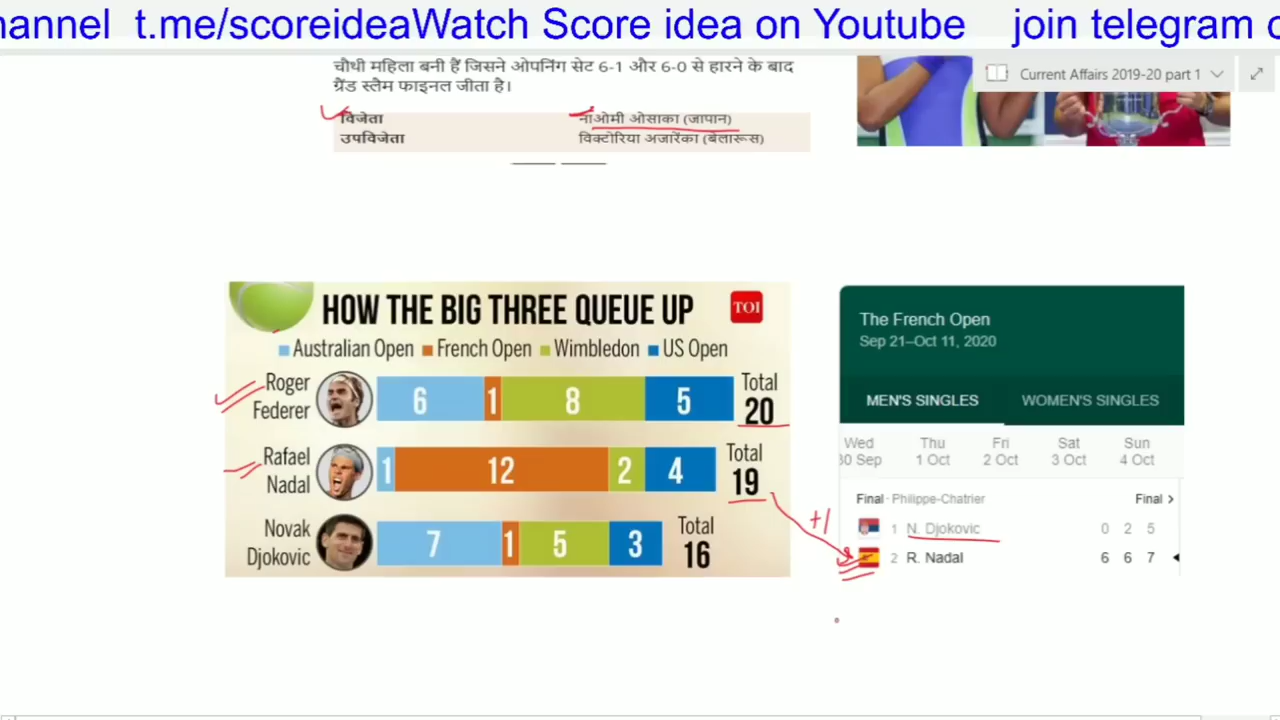 hannel t.me/scoreideaWatch Score idea on Youtube join telegram c
चौथी महिला बनी हैं जिसने ओपनिंग सेट 6-1 और 6-0 से हारने के बाद
ग्रैंड स्लैम फाइनल जीता है।
Current Affairs 2019-20 part 1
विजेता नाओमी ओसाका (जापान)
उपविजेता विक्टोरिया अजारेंका (बेलारूस)
HOW THE BIG THREE QUEUE UP
TOI
Australian Open French Open Wimbledon US Open
Roger
Federer
6 1 8 5
Total
20
Rafael
Nadal
1 12 2 4
Total
19
+1
Novak
Djokovic
7 1 5 3
Total
16
The French Open
Sep 21–Oct 11, 2020
MEN'S SINGLES WOMEN'S SINGLES
Wed Thu Fri Sat Sun
30 Sep 1 Oct 2 Oct 3 Oct 4 Oct
Final · Philippe-Chatrier Final
1 N. Djokovic 0 2 5
2 R. Nadal 6 6 7